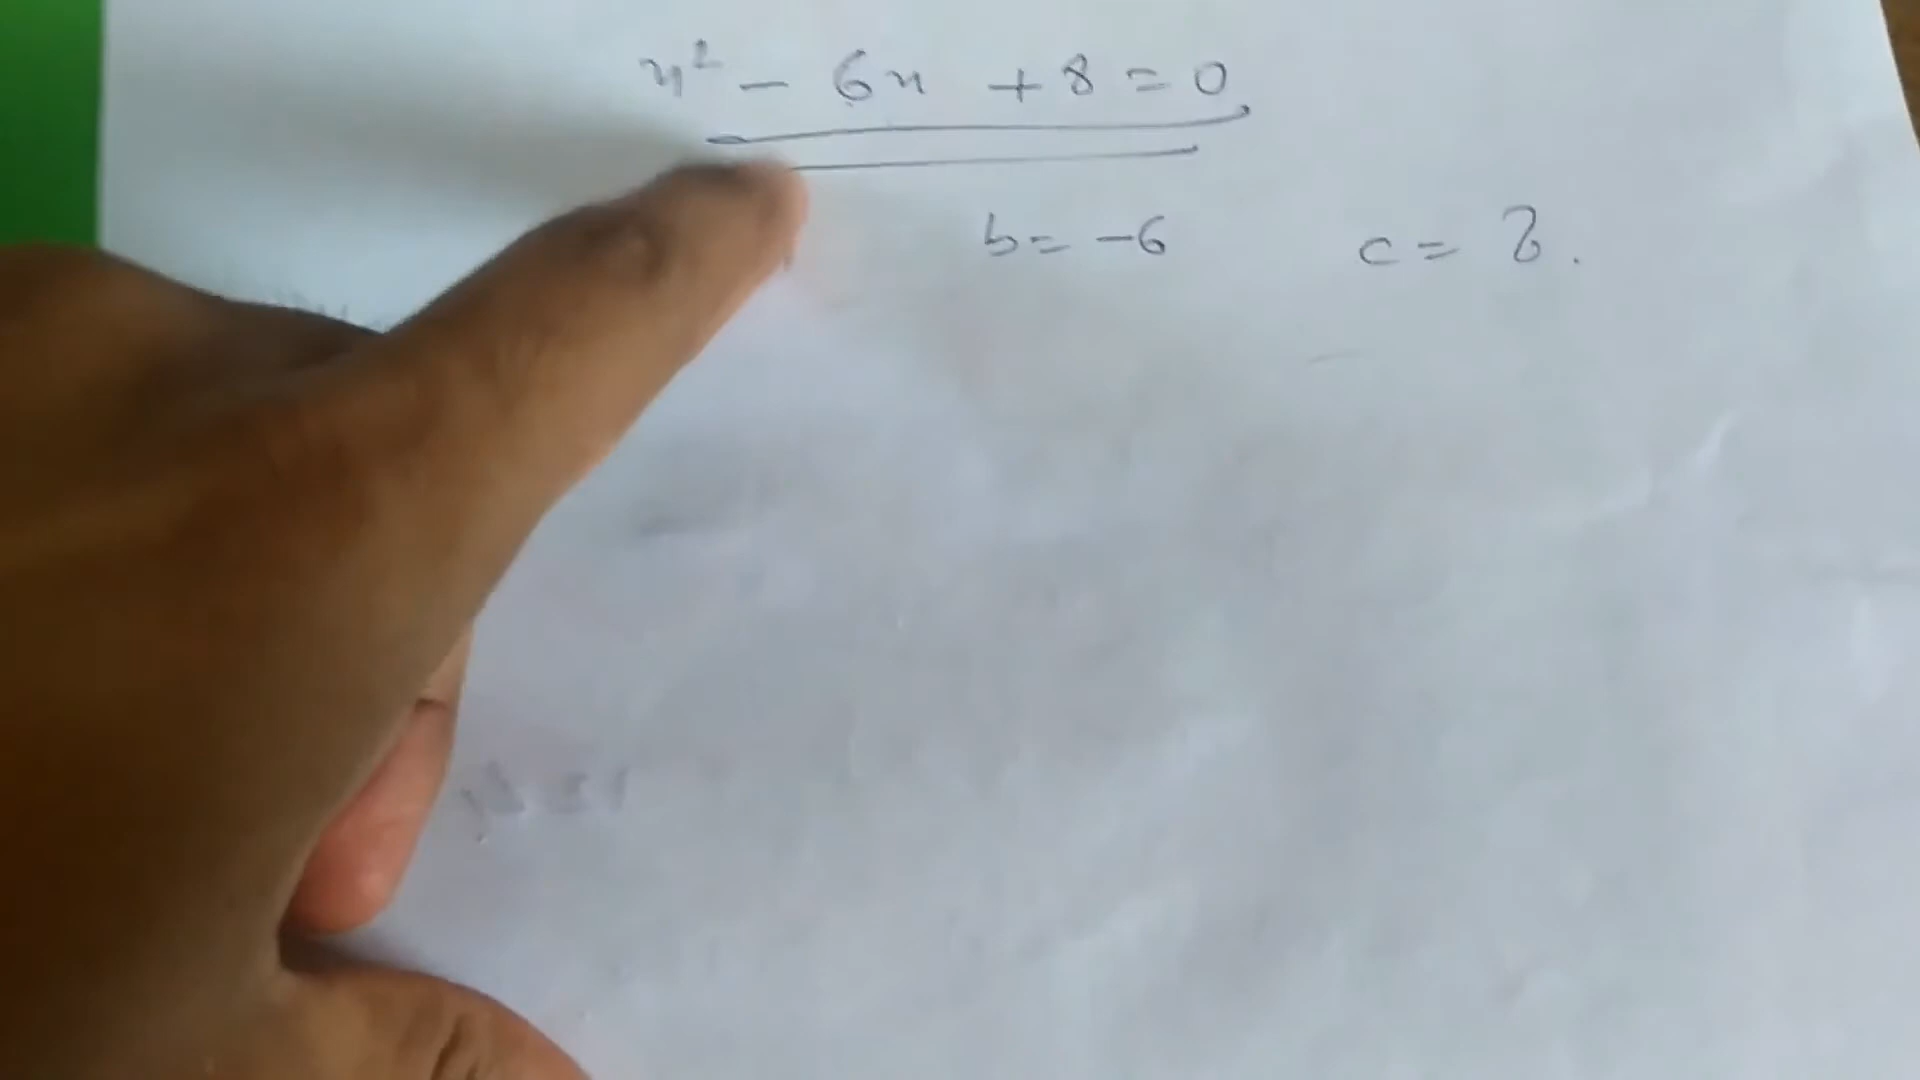 x² - 6x + 8 = 0
b = -6 c = 8.